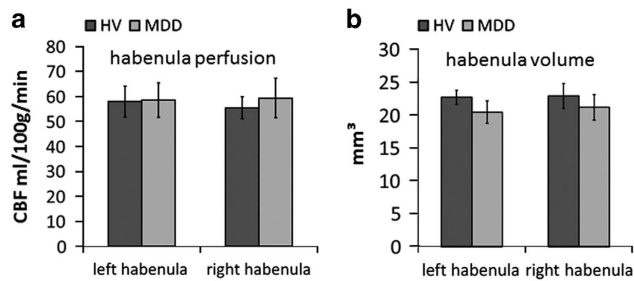 a
HV MDD
habenula perfusion
CBF ml/100g/min
80
70
60
50
40
30
20
10
0
left habenula right habenula
b
HV MDD
habenula volume
mm³
30
25
20
15
10
5
0
left habenula right habenula